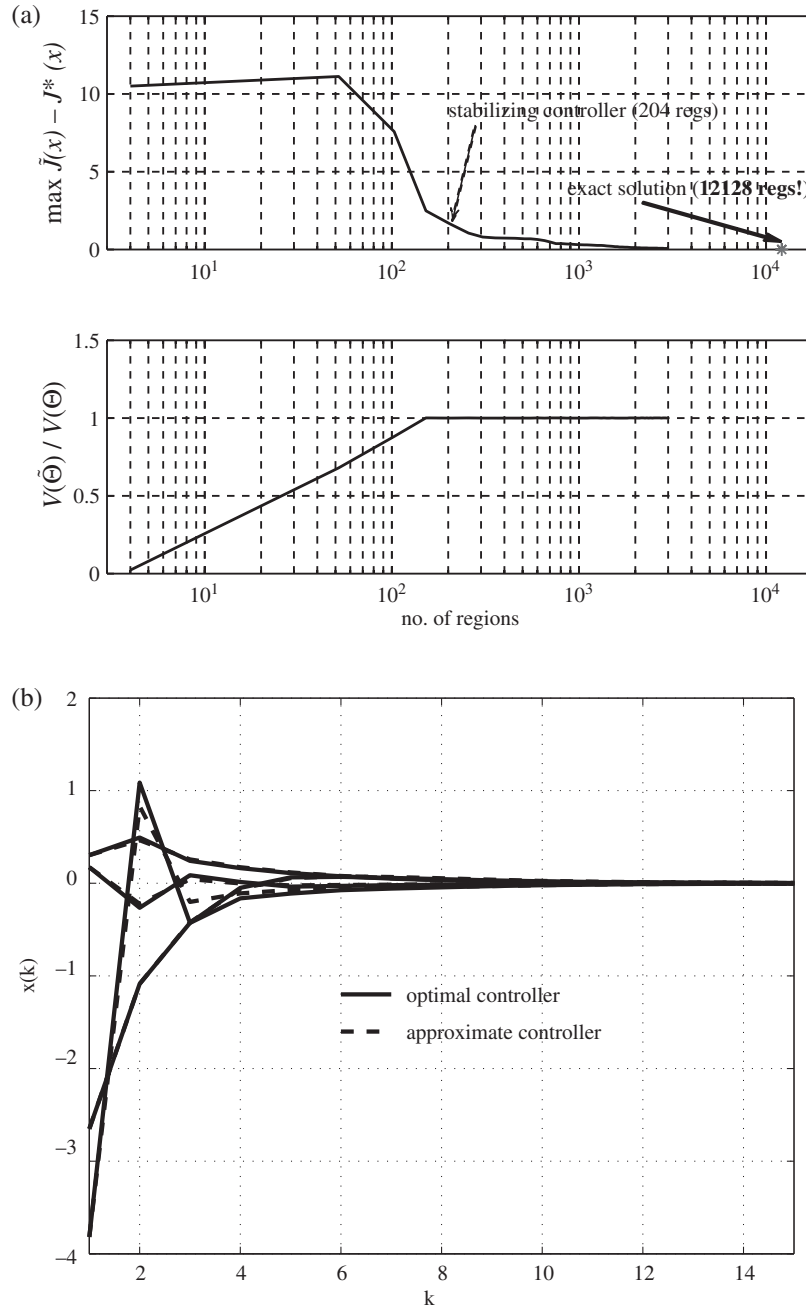 (a)
15
10
5
0
max J̃(x) – J* (x)
stabilizing controller (204 regs)
exact solution (12128 regs!)
10¹
10²
10³
10⁴
1.5
1
0.5
0
V(Θ̃) / V(Θ)
10¹
10²
10³
10⁴
no. of regions
(b)
2
1
0
–1
–2
–3
–4
x(k)
optimal controller
approximate controller
2
4
6
8
10
12
14
k